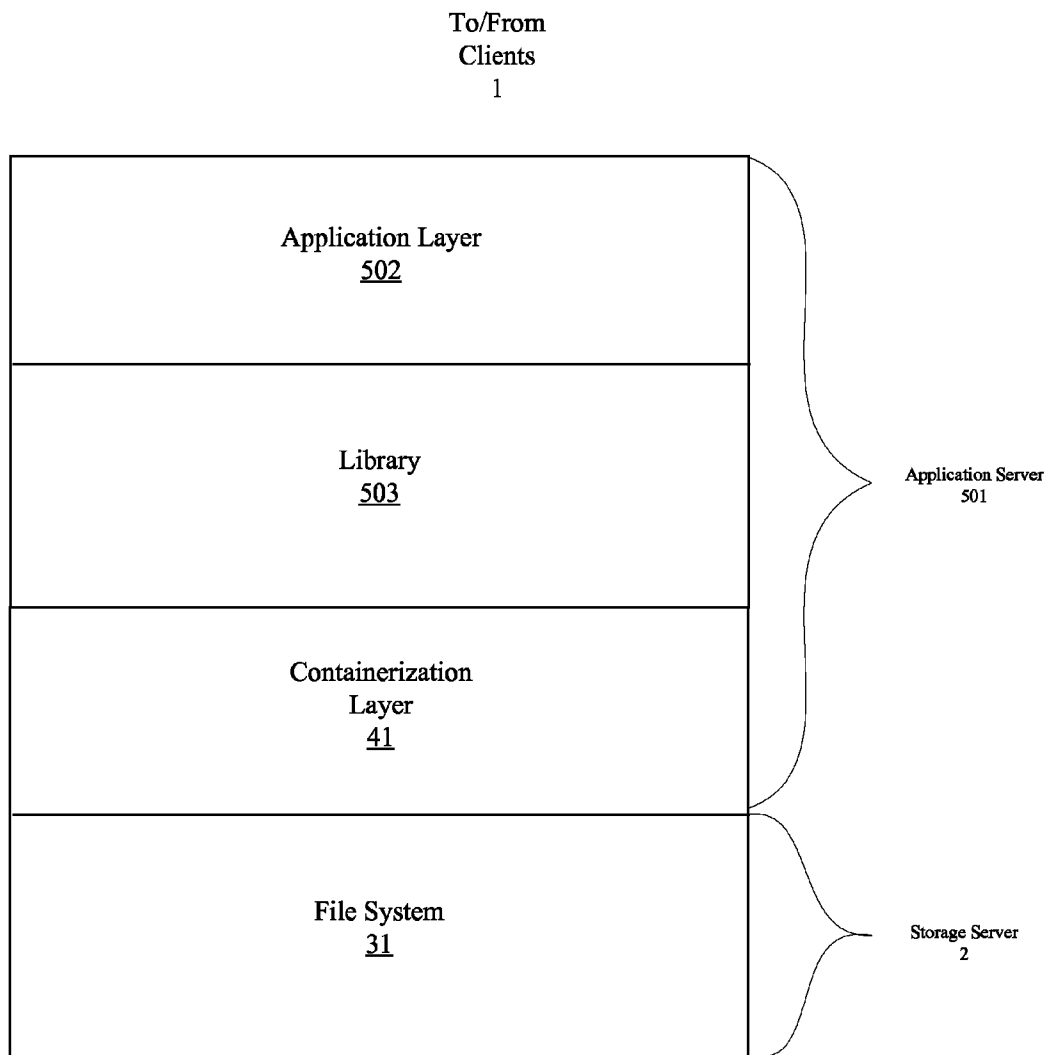 To/From
Clients
1
Application Layer
502
Library
503
Application Server
501
Containerization
Layer
41
File System
31
Storage Server
2